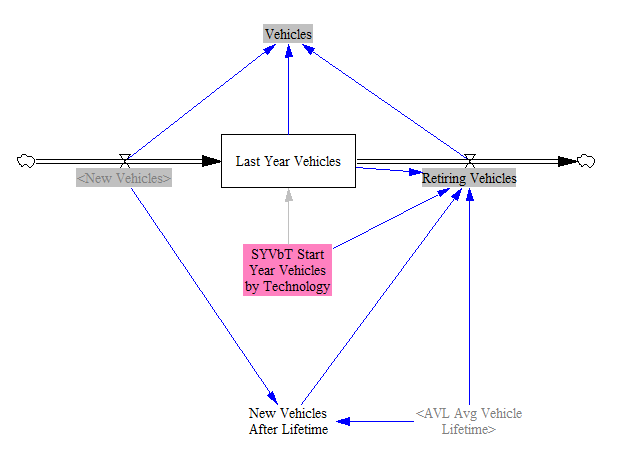 Vehicles
Last Year Vehicles
<New Vehicles>
Retiring Vehicles
SYVbT Start
Year Vehicles
by Technology
New Vehicles
After Lifetime
<AVL Avg Vehicle
Lifetime>